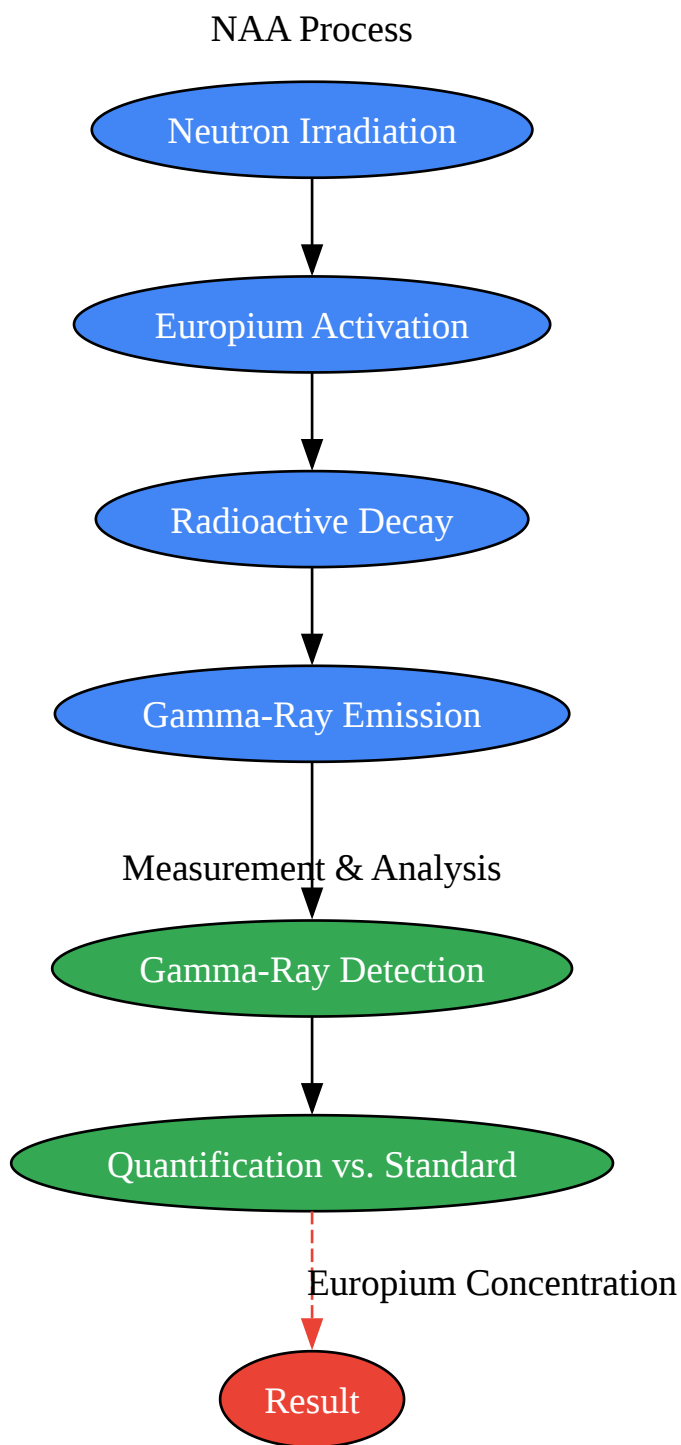 NAA Process
Neutron Irradiation
Europium Activation
Radioactive Decay
Gamma-Ray Emission
Measurement & Analysis
Gamma-Ray Detection
Quantification vs. Standard
Europium Concentration
Result